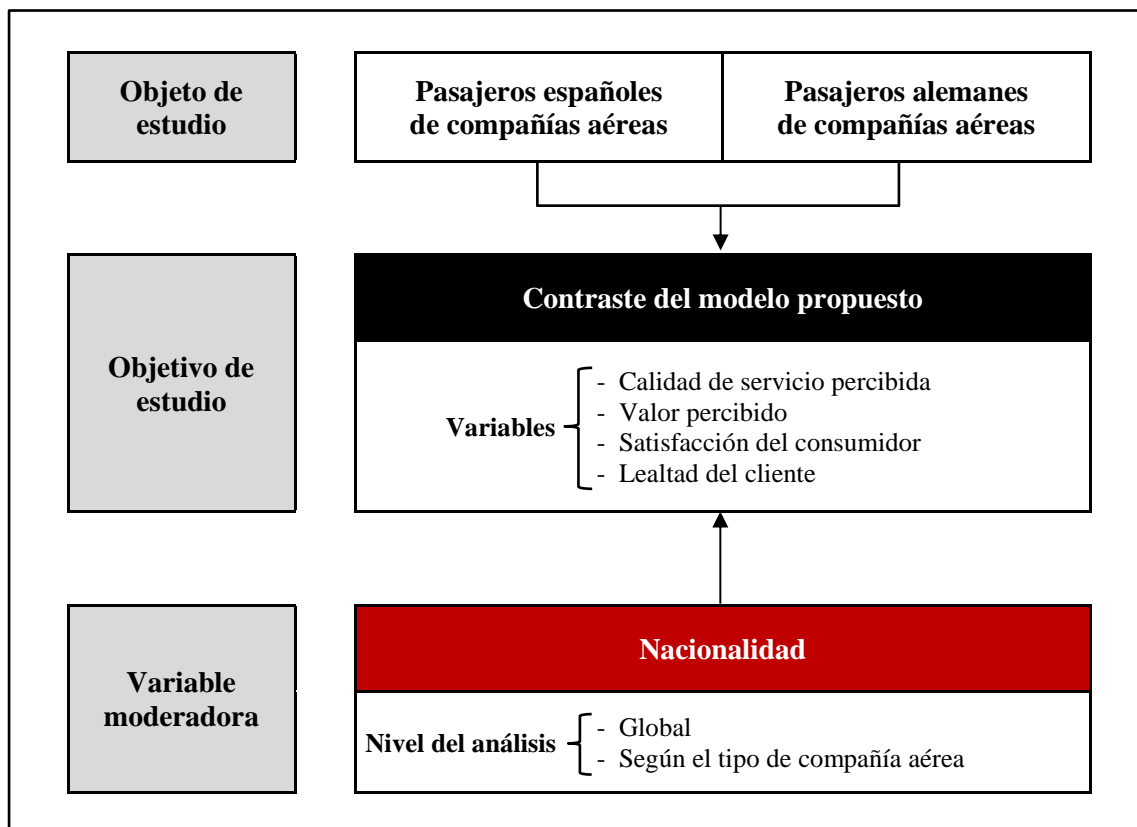 Objeto de
estudio
Pasajeros españoles
de compañías aéreas
Pasajeros alemanes
de compañías aéreas
Objetivo de
estudio
Contraste del modelo propuesto
Variables
- Calidad de servicio percibida
- Valor percibido
- Satisfacción del consumidor
- Lealtad del cliente
Variable
moderadora
Nacionalidad
Nivel del análisis
- Global
- Según el tipo de compañía aérea